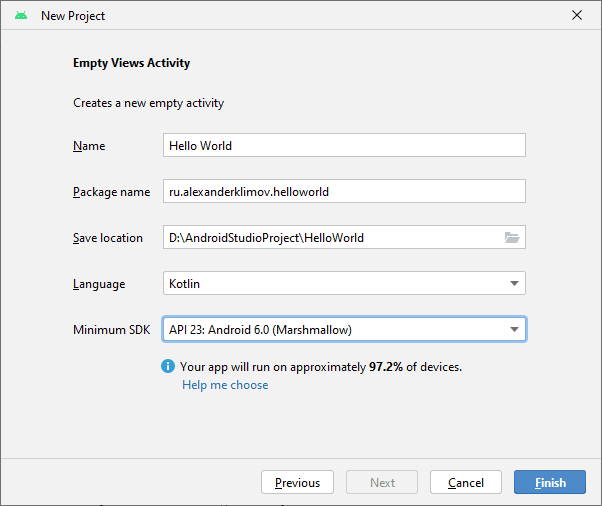 New Project
Empty Views Activity
Creates a new empty activity
Name Hello World
Package name ru.alexanderklimov.helloworld
Save location D:\AndroidStudioProject\HelloWorld
Language Kotlin
Minimum SDK API 23: Android 6.0 (Marshmallow)
Your app will run on approximately 97.2% of devices.
Help me choose
Previous Next Cancel Finish